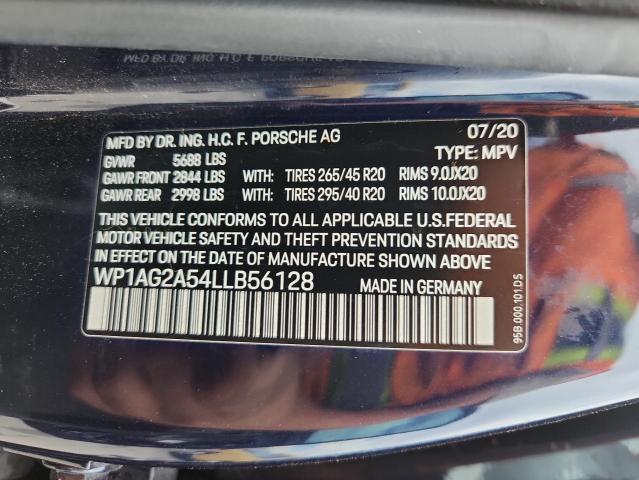 MFD BY DR. ING. H.C. F. PORSCHE AG 07/20
GVWR 5688 LBS TYPE: MPV
GAWR FRONT 2844 LBS WITH: TIRES 265/45 R20 RIMS 9.0JX20
GAWR REAR 2998 LBS WITH: TIRES 295/40 R20 RIMS 10.0JX20
THIS VEHICLE CONFORMS TO ALL APPLICABLE U.S.FEDERAL
MOTOR VEHICLE SAFETY AND THEFT PREVENTION STANDARDS
IN EFFECT ON THE DATE OF MANUFACTURE SHOWN ABOVE.
WP1AG2A54LLB56128 MADE IN GERMANY
95B.000.101.DS